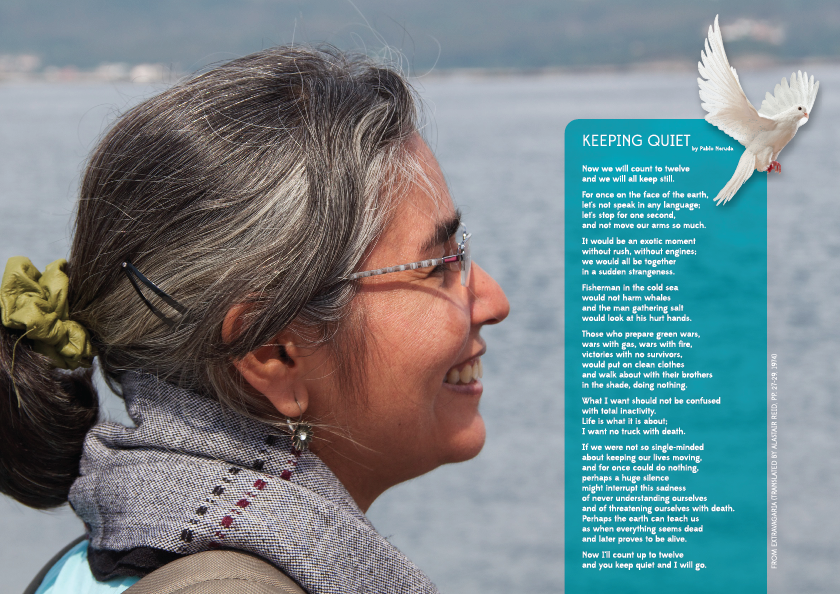 KEEPING QUIET
by Pablo Neruda
Now we will count to twelve
and we will all keep still.
For once on the face of the earth,
let's not speak in any language;
let's stop for one second,
and not move our arms so much.
It would be an exotic moment
without rush, without engines;
we would all be together
in a sudden strangeness.
Fisherman in the cold sea
would not harm whales
and the man gathering salt
would look at his hurt hands.
Those who prepare green wars,
wars with gas, wars with fire,
victories with no survivors,
would put on clean clothes
and walk about with their brothers
in the shade, doing nothing.
What I want should not be confused
with total inactivity.
Life is what it is about;
I want no truck with death.
If we were not so single-minded
about keeping our lives moving,
and for once could do nothing,
perhaps a huge silence
might interrupt this sadness
of never understanding ourselves
and of threatening ourselves with death.
Perhaps the earth can teach us
as when everything seems dead
and later proves to be alive.
Now I'll count up to twelve
and you keep quiet and I will go.
FROM EXTRAVAGARIA (TRANSLATED BY ALASTAIR REID, PP. 27-29, 1974)